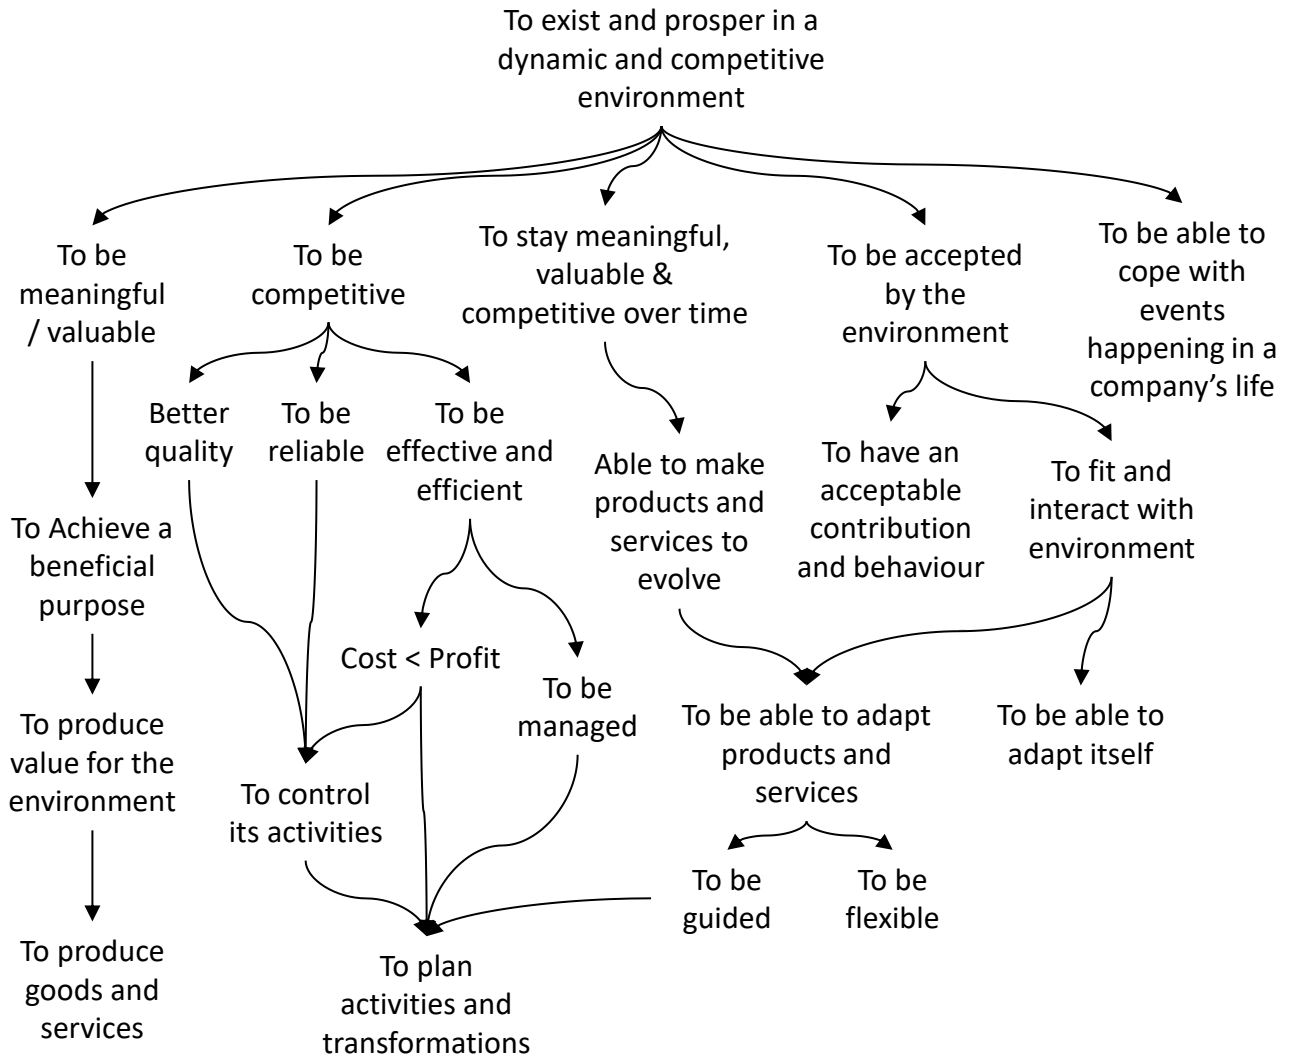 To exist and prosper in a
dynamic and competitive
environment
To be
meaningful
/ valuable
To be
competitive
To stay meaningful,
valuable &
competitive over time
To be accepted
by the
environment
To be able to
cope with
events
happening in a
company’s life
Better
quality
To be
reliable
To be
effective and
efficient
Able to make
products and
services to
evolve
To have an
acceptable
contribution
and behaviour
To fit and
interact with
environment
To Achieve a
beneficial
purpose
Cost < Profit
To be
managed
To be able to adapt
products and
services
To be able to
adapt itself
To produce
value for the
environment
To control
its activities
To be
guided
To be
flexible
To produce
goods and
services
To plan
activities and
transformations